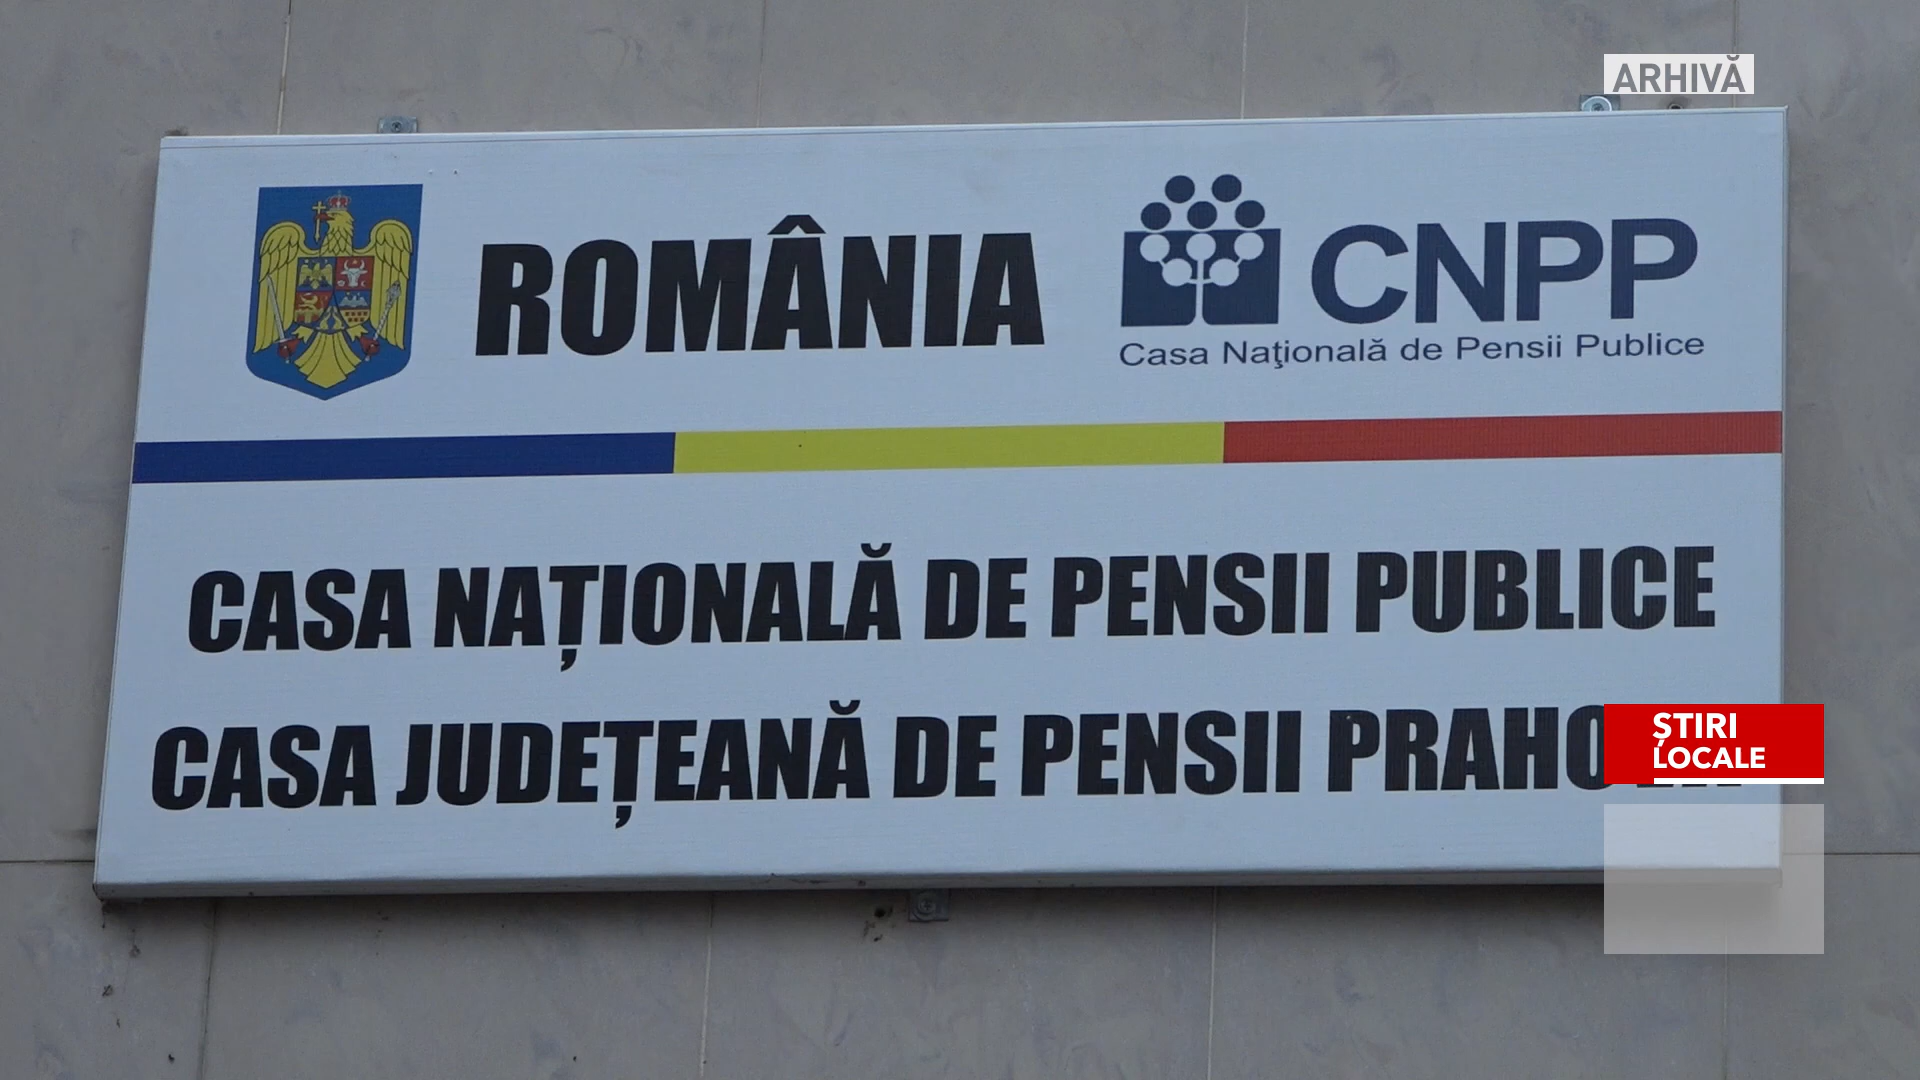 ARHIVĂ
ROMÂNIA
CNPP
Casa Naţională de Pensii Publice
CASA NAȚIONALĂ DE PENSII PUBLICE
CASA JUDEȚEANĂ DE PENSII
ȘTIRI
LOCALE